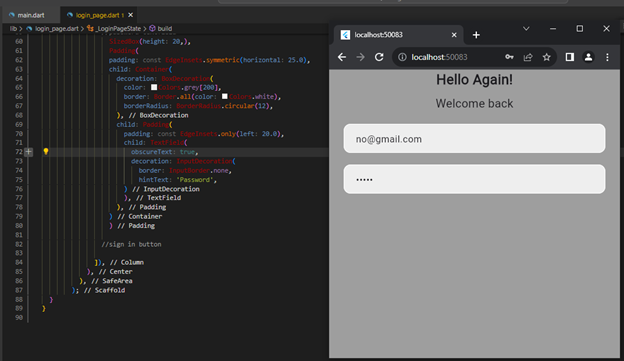 main.dart
login_page.dart 1
lib > login_page.dart > _LoginPageState > build
60 SizedBox(height: 20,),
61 Padding(
62 padding: const EdgeInsets.symmetric(horizontal: 25.0),
63 child: Container(
64 decoration: BoxDecoration(
65 color: Colors.grey[200],
66 border: Border.all(color: Colors.white),
67 borderRadius: BorderRadius.circular(12),
68 ), // BoxDecoration
69 child: Padding(
70 padding: const EdgeInsets.only(left: 20.0),
71 child: TextField(
72 obscureText: true,
73 decoration: InputDecoration(
74 border: InputBorder.none,
75 hintText: 'Password',
76 ) // InputDecoration
77 ), // TextField
78 ), // Padding
79 ) // Container
80 ) // Padding
81
82 //sign in button
83
84 ]), // Column
85 ), // Center
86 ), // SafeArea
87 ); // Scaffold
88 }
89 }
90
localhost:50083
localhost:50083
Hello Again!
Welcome back
no@gmail.com
•••••